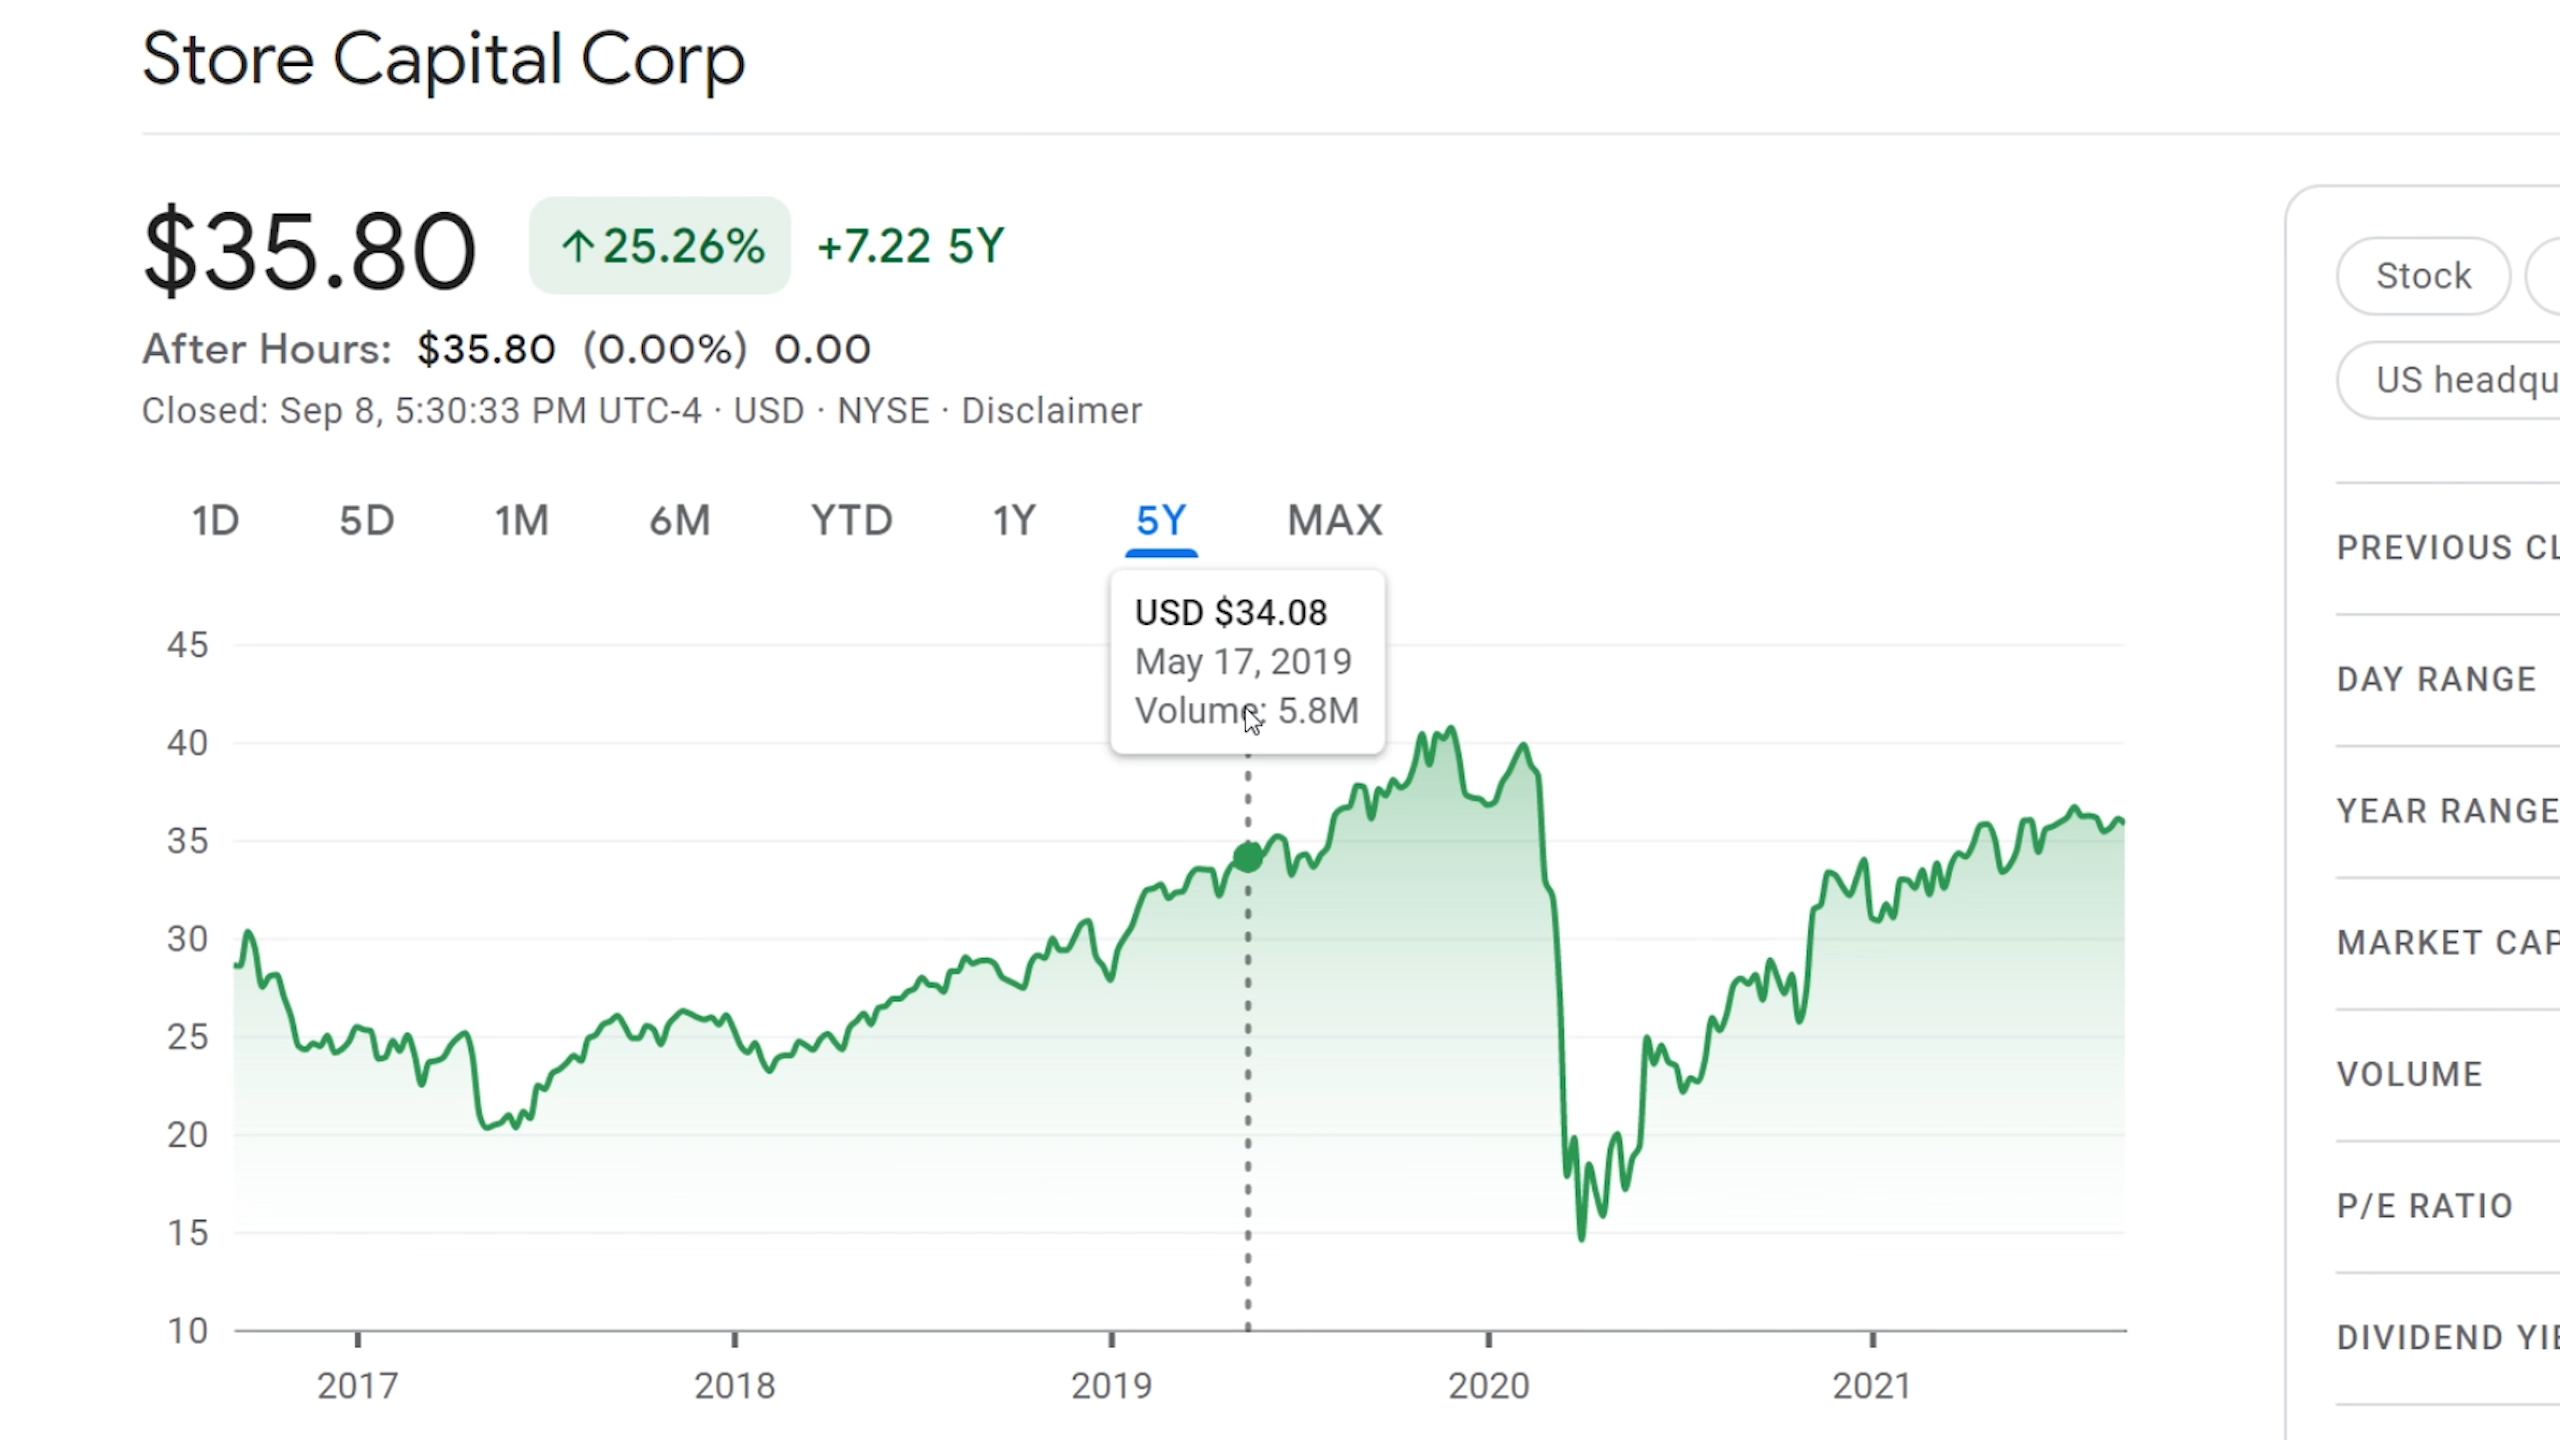 Store Capital Corp
$35.80 ↑25.26% +7.22 5Y
After Hours: $35.80 (0.00%) 0.00
Closed: Sep 8, 5:30:33 PM UTC-4 · USD · NYSE · Disclaimer
1D 5D 1M 6M YTD 1Y 5Y MAX
USD $34.08
May 17, 2019
Volume: 5.8M
45
40
35
30
25
20
15
10
2017 2018 2019 2020 2021
Stock
US headqu
PREVIOUS CL
DAY RANGE
YEAR RANGE
MARKET CAP
VOLUME
P/E RATIO
DIVIDEND YIE